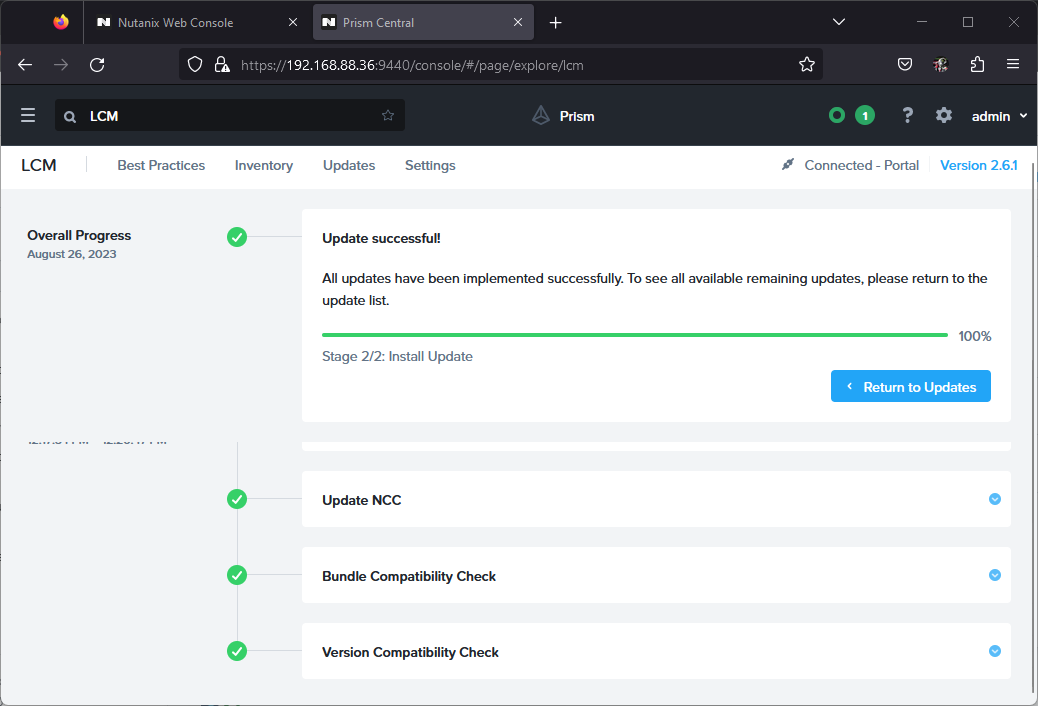 Nutanix Web Console
Prism Central
https://192.168.88.36:9440/console/#/page/explore/lcm
LCM
Prism
1
?
admin
LCM
Best Practices
Inventory
Updates
Settings
Connected - Portal
Version 2.6.1
Overall Progress
August 26, 2023
Update successful!
All updates have been implemented successfully. To see all available remaining updates, please return to the
update list.
100%
Stage 2/2: Install Update
Return to Updates
Update NCC
Bundle Compatibility Check
Version Compatibility Check